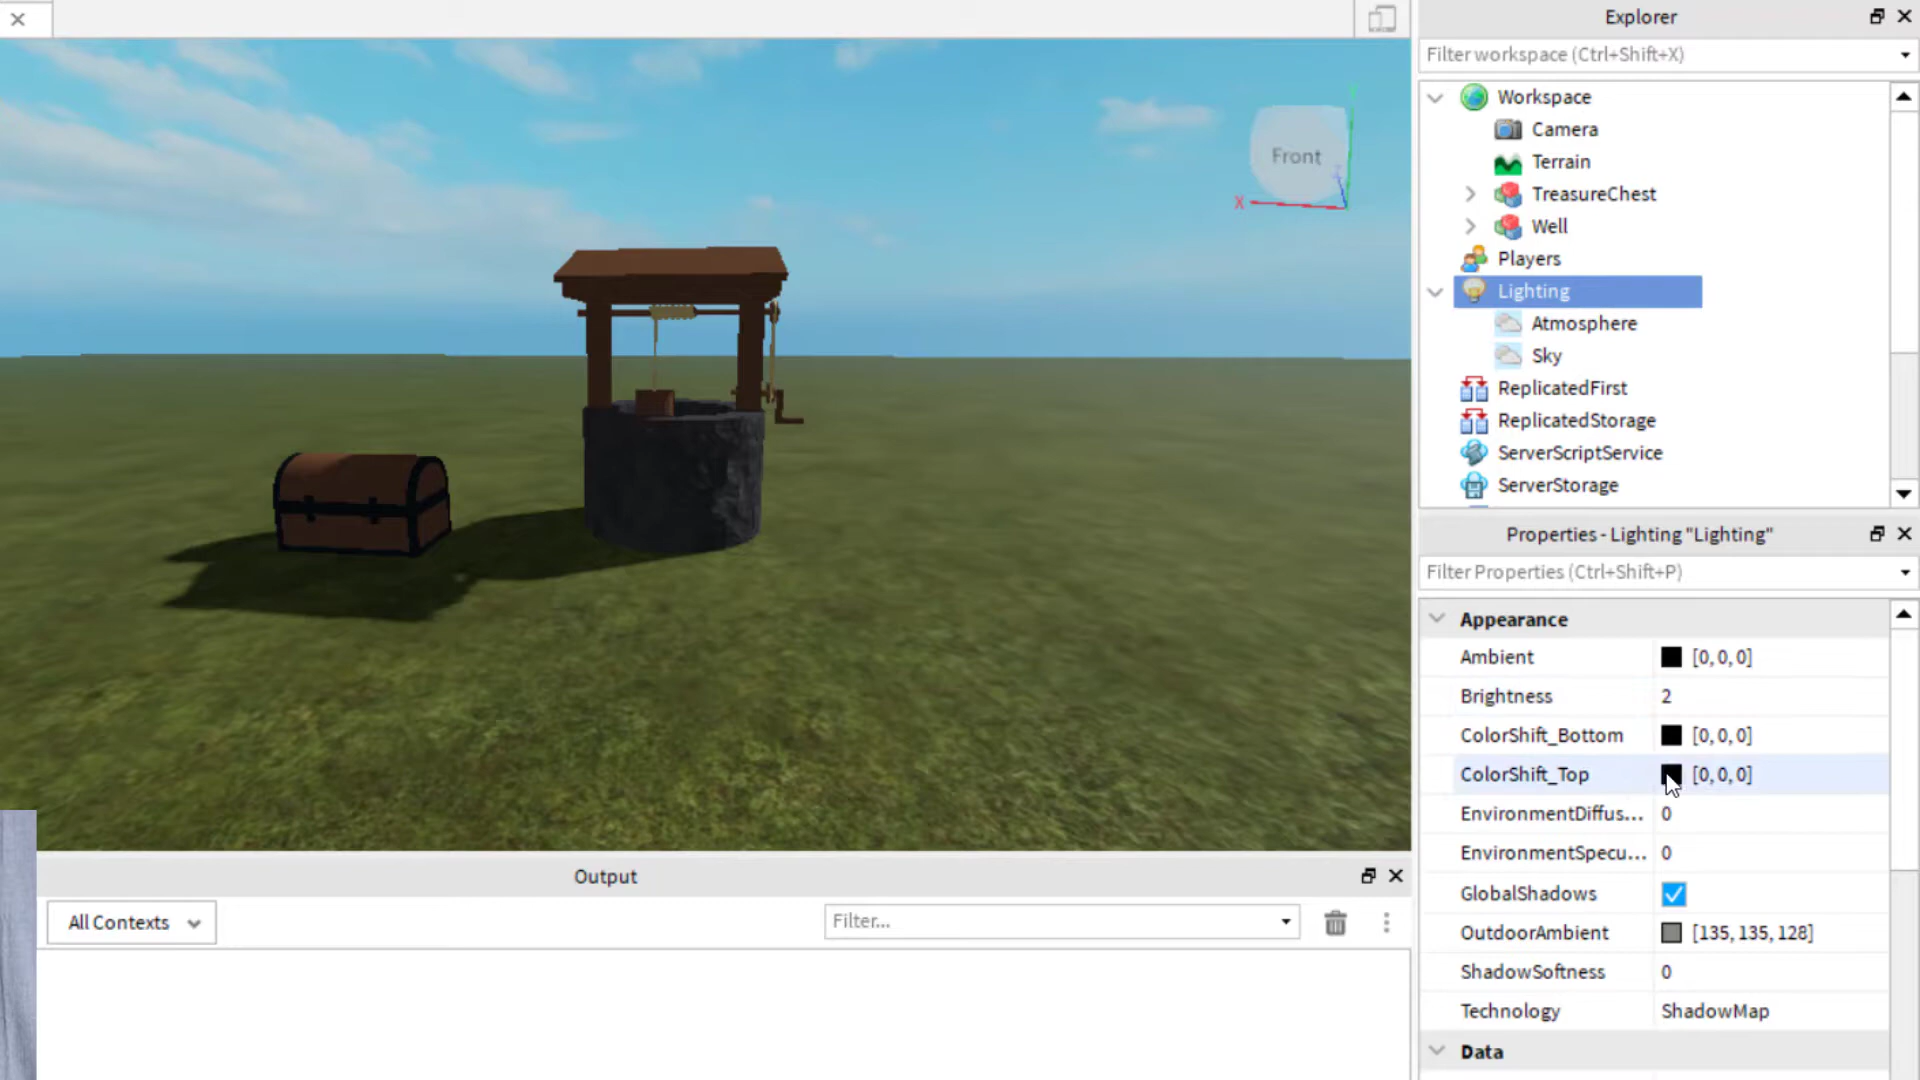 Explorer
Filter workspace (Ctrl+Shift+X)
Workspace
Camera
Terrain
TreasureChest
Well
Players
Lighting
Atmosphere
Sky
ReplicatedFirst
ReplicatedStorage
ServerScriptService
ServerStorage
Front
X
Properties - Lighting "Lighting"
Filter Properties (Ctrl+Shift+P)
Appearance
Ambient [0, 0, 0]
Brightness 2
ColorShift_Bottom [0, 0, 0]
ColorShift_Top [0, 0, 0]
EnvironmentDiffus... 0
EnvironmentSpecu... 0
GlobalShadows
OutdoorAmbient [135, 135, 128]
ShadowSoftness 0
Technology ShadowMap
Data
Output
All Contexts
Filter...